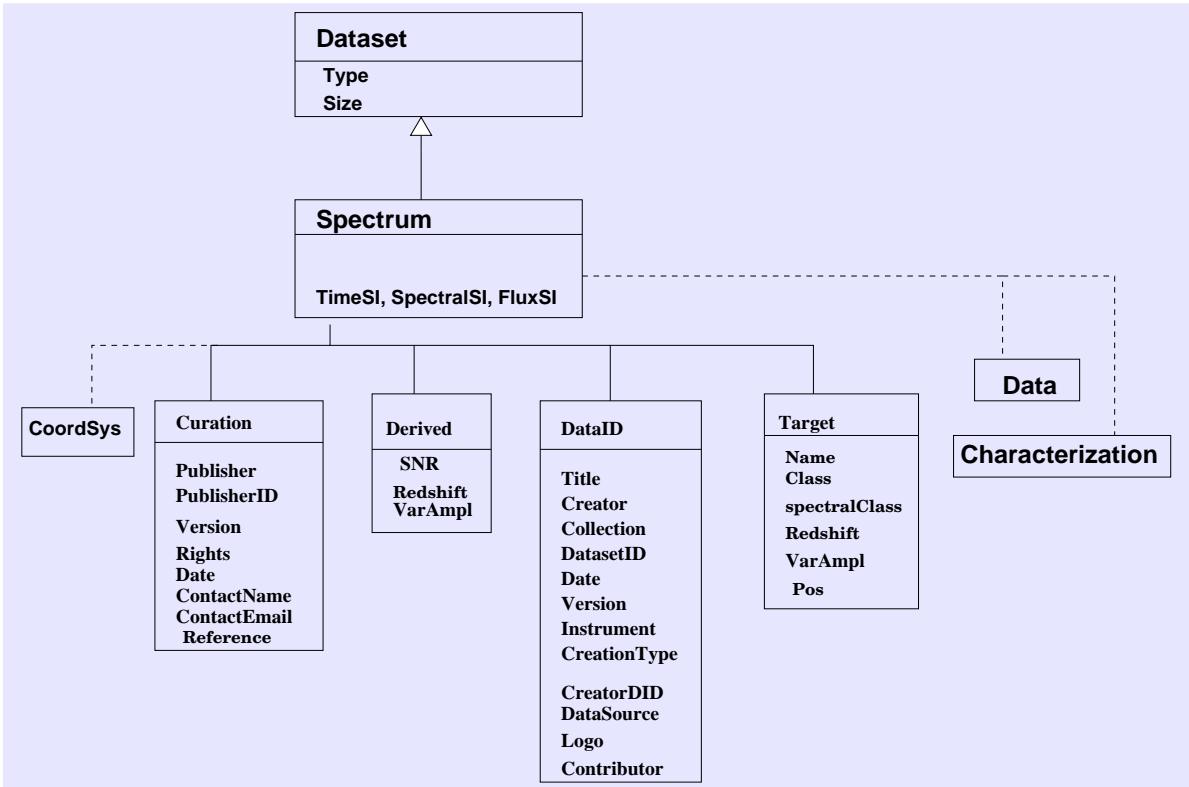 Dataset
Type
Size
Spectrum
TimeSI, SpectralSI, FluxSI
CoordSys
Curation
Publisher
PublisherID
Version
Rights
Date
ContactName
ContactEmail
Reference
Derived
SNR
Redshift
VarAmpl
DataID
Title
Creator
Collection
DatasetID
Date
Version
Instrument
CreationType
CreatorDID
DataSource
Logo
Contributor
Target
Name
Class
spectralClass
Redshift
VarAmpl
Pos
Data
Characterization